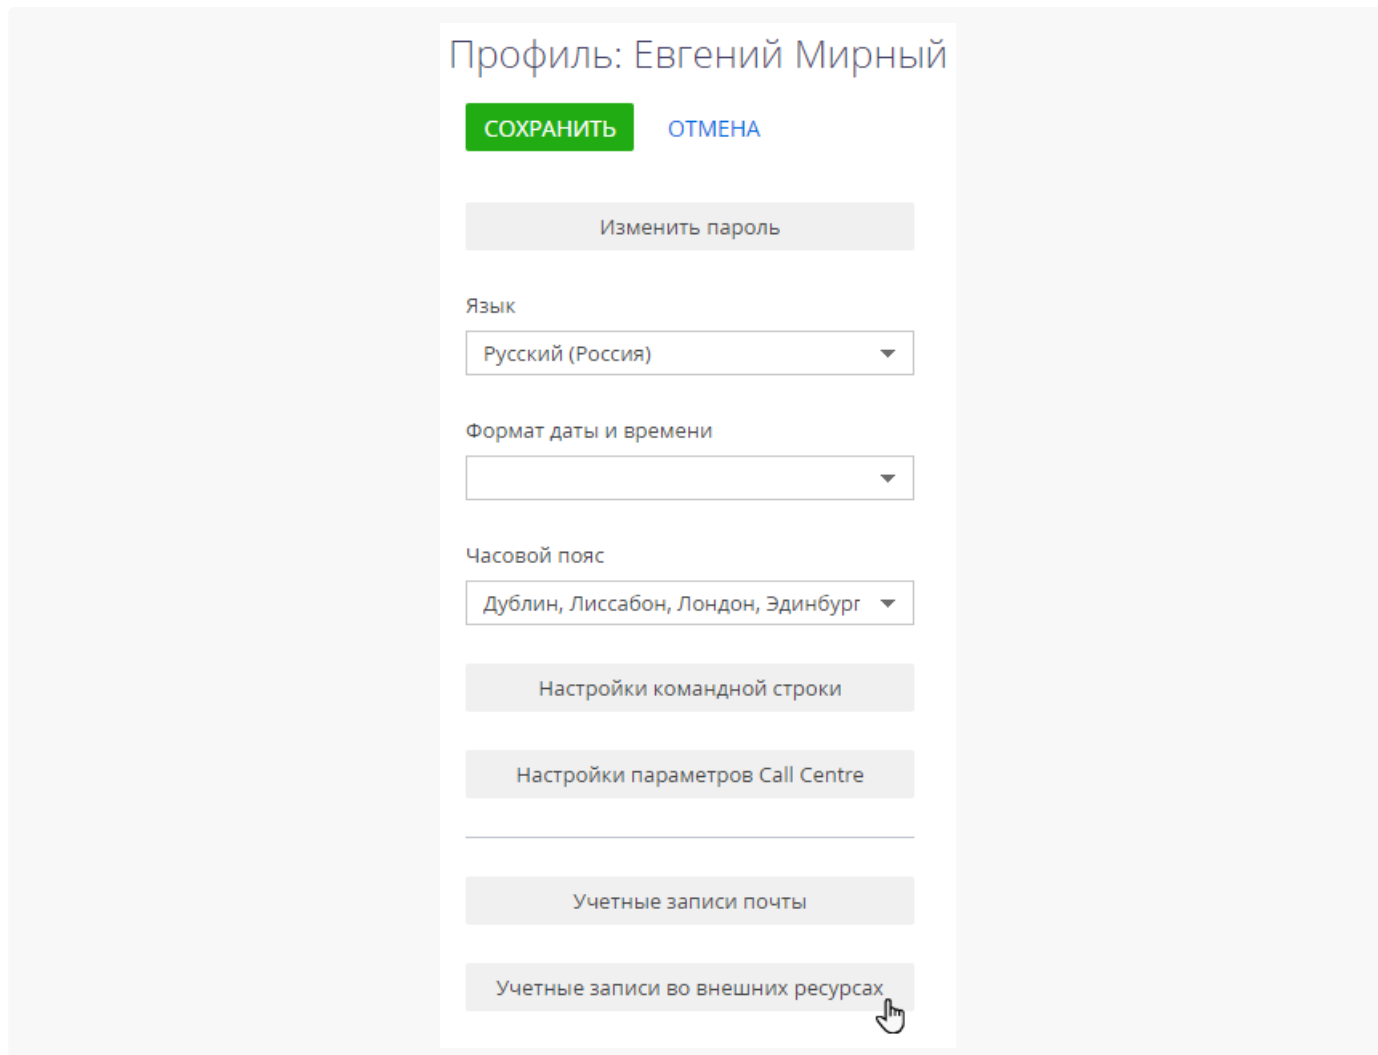 Профиль: Евгений Мирный
СОХРАНИТЬ ОТМЕНА
Изменить пароль
Язык
Русский (Россия)
Формат даты и времени
Часовой пояс
Дублин, Лиссабон, Лондон, Эдинбург
Настройки командной строки
Настройки параметров Call Centre
Учетные записи почты
Учетные записи во внешних ресурсах